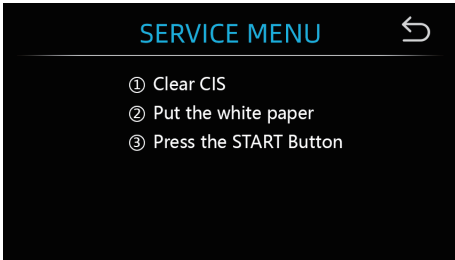 SERVICE MENU
① Clear CIS
② Put the white paper
③ Press the START Button